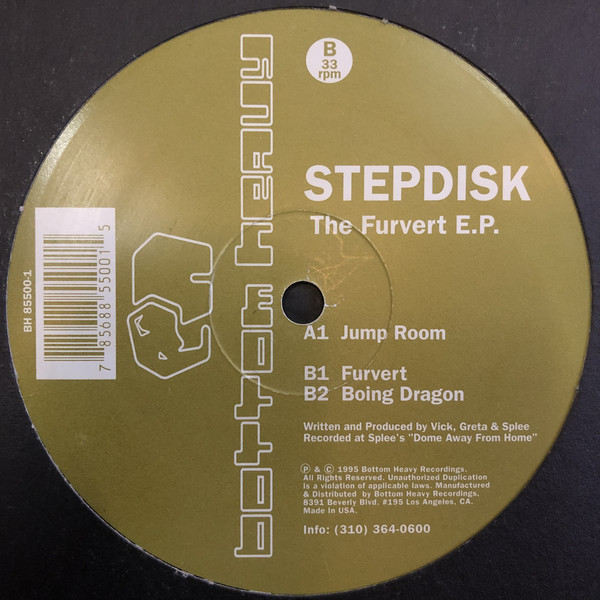 B
33
rpm
bottom heavy
STEPDISK
The Furvert E.P.
BH 85500-1
7 85688 55001 5
A1 Jump Room
B1 Furvert
B2 Boing Dragon
Written and Produced by Vick, Greta & Splee
Recorded at Splee's "Dome Away From Home"
Ⓟ & © 1995 Bottom Heavy Recordings.
All Rights Reserved. Unauthorized Duplication
is a violation of applicable laws. Manufactured
& Distributed by Bottom Heavy Recordings.
8391 Beverly Blvd. #195 Los Angeles, CA.
Made In USA.
Info: (310) 364-0600